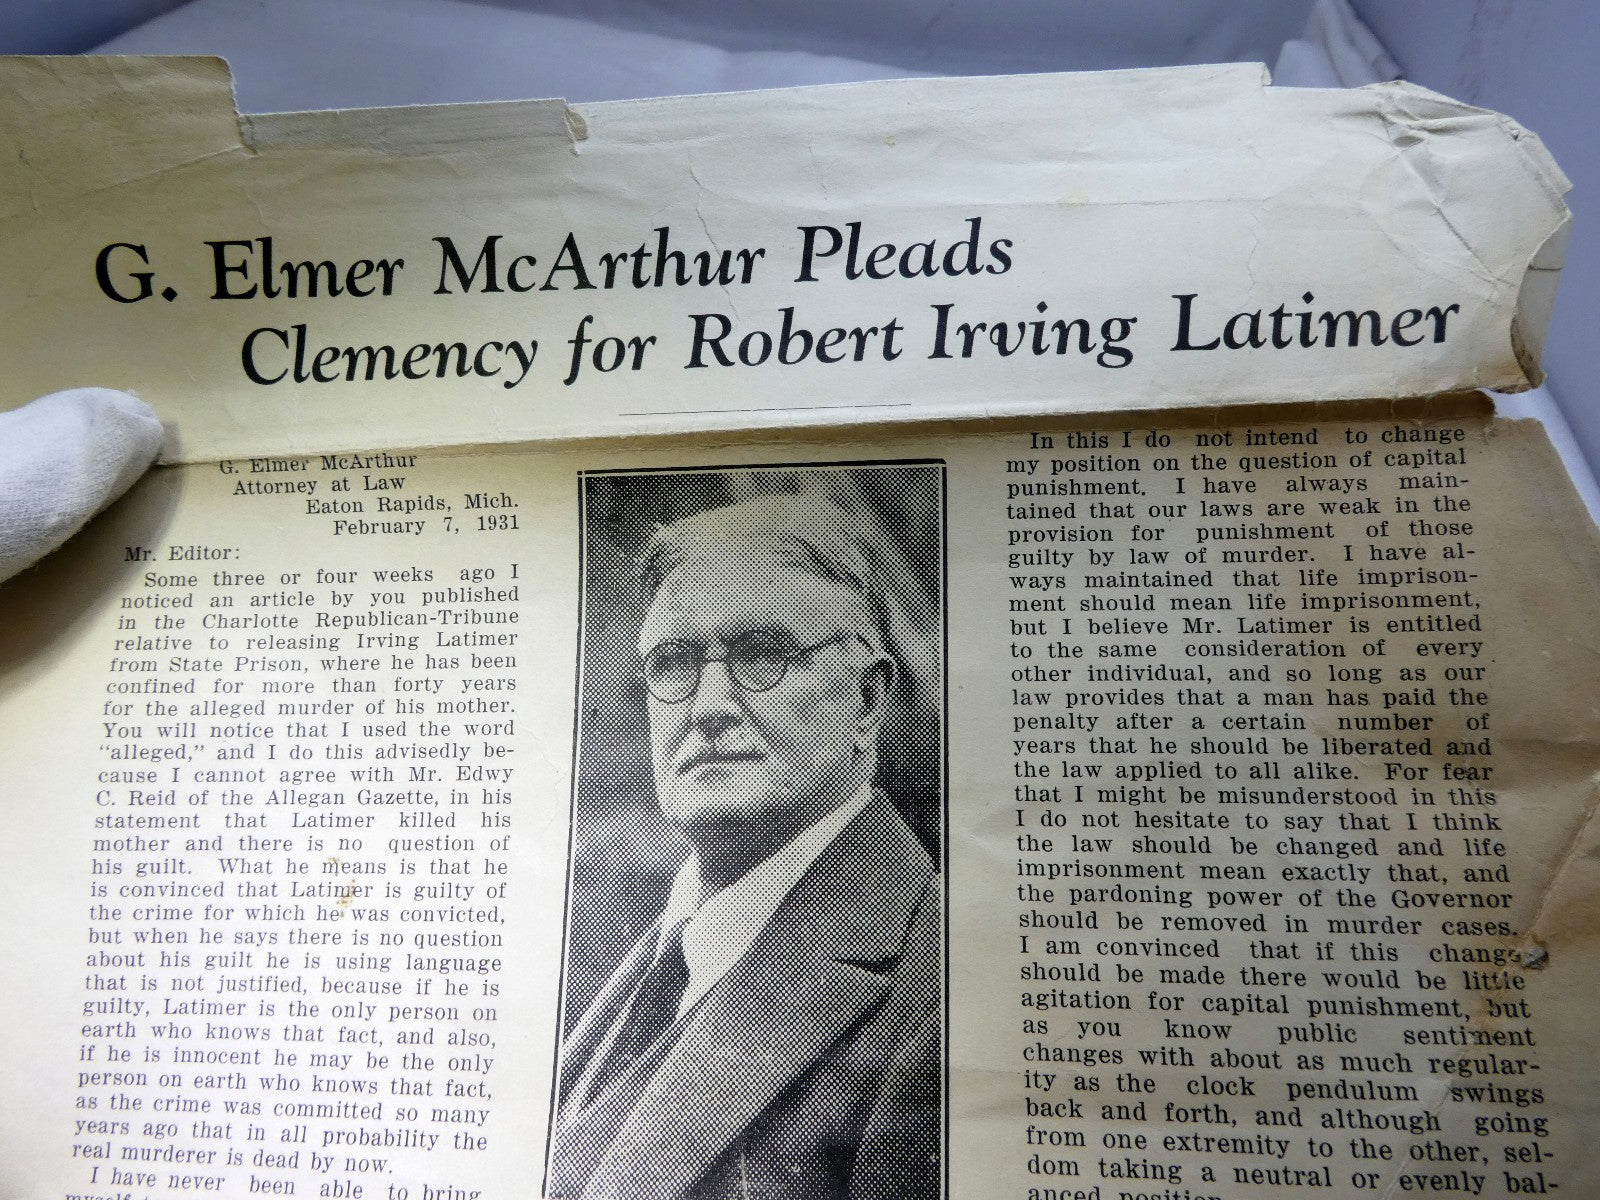 G. Elmer McArthur Pleads
Clemency for Robert Irving Latimer
G. Elmer McArthur
Attorney at Law
Eaton Rapids, Mich.
February 7, 1931
Mr. Editor:
Some three or four weeks ago I
noticed an article by you published
in the Charlotte Republican-Tribune
relative to releasing Irving Latimer
from State Prison, where he has been
confined for more than forty years
for the alleged murder of his mother.
You will notice that I used the word
"alleged," and I do this advisedly be-
cause I cannot agree with Mr. Edwy
C. Reid of the Allegan Gazette, in his
statement that Latimer killed his
mother and there is no question of
his guilt. What he means is that he
is convinced that Latimer is guilty of
the crime for which he was convicted,
but when he says there is no question
about his guilt he is using language
that is not justified, because if he is
guilty, Latimer is the only person on
earth who knows that fact, and also,
if he is innocent he may be the only
person on earth who knows that fact,
as the crime was committed so many
years ago that in all probability the
real murderer is dead by now.
I have never been able to bring
myself
In this I do not intend to change
my position on the question of capital
punishment. I have always main-
tained that our laws are weak in the
provision for punishment of those
guilty by law of murder. I have al-
ways maintained that life imprison-
ment should mean life imprisonment,
but I believe Mr. Latimer is entitled
to the same consideration of every
other individual, and so long as our
law provides that a man has paid the
penalty after a certain number of
years that he should be liberated and
the law applied to all alike. For fear
that I might be misunderstood in this
I do not hesitate to say that I think
the law should be changed and life
imprisonment mean exactly that, and
the pardoning power of the Governor
should be removed in murder cases.
I am convinced that if this change
should be made there would be little
agitation for capital punishment, but
as you know public sentiment
changes with about as much regular-
ity as the clock pendulum swings
back and forth, and although going
from one extremity to the other, sel-
dom taking a neutral or evenly bal-
anced position